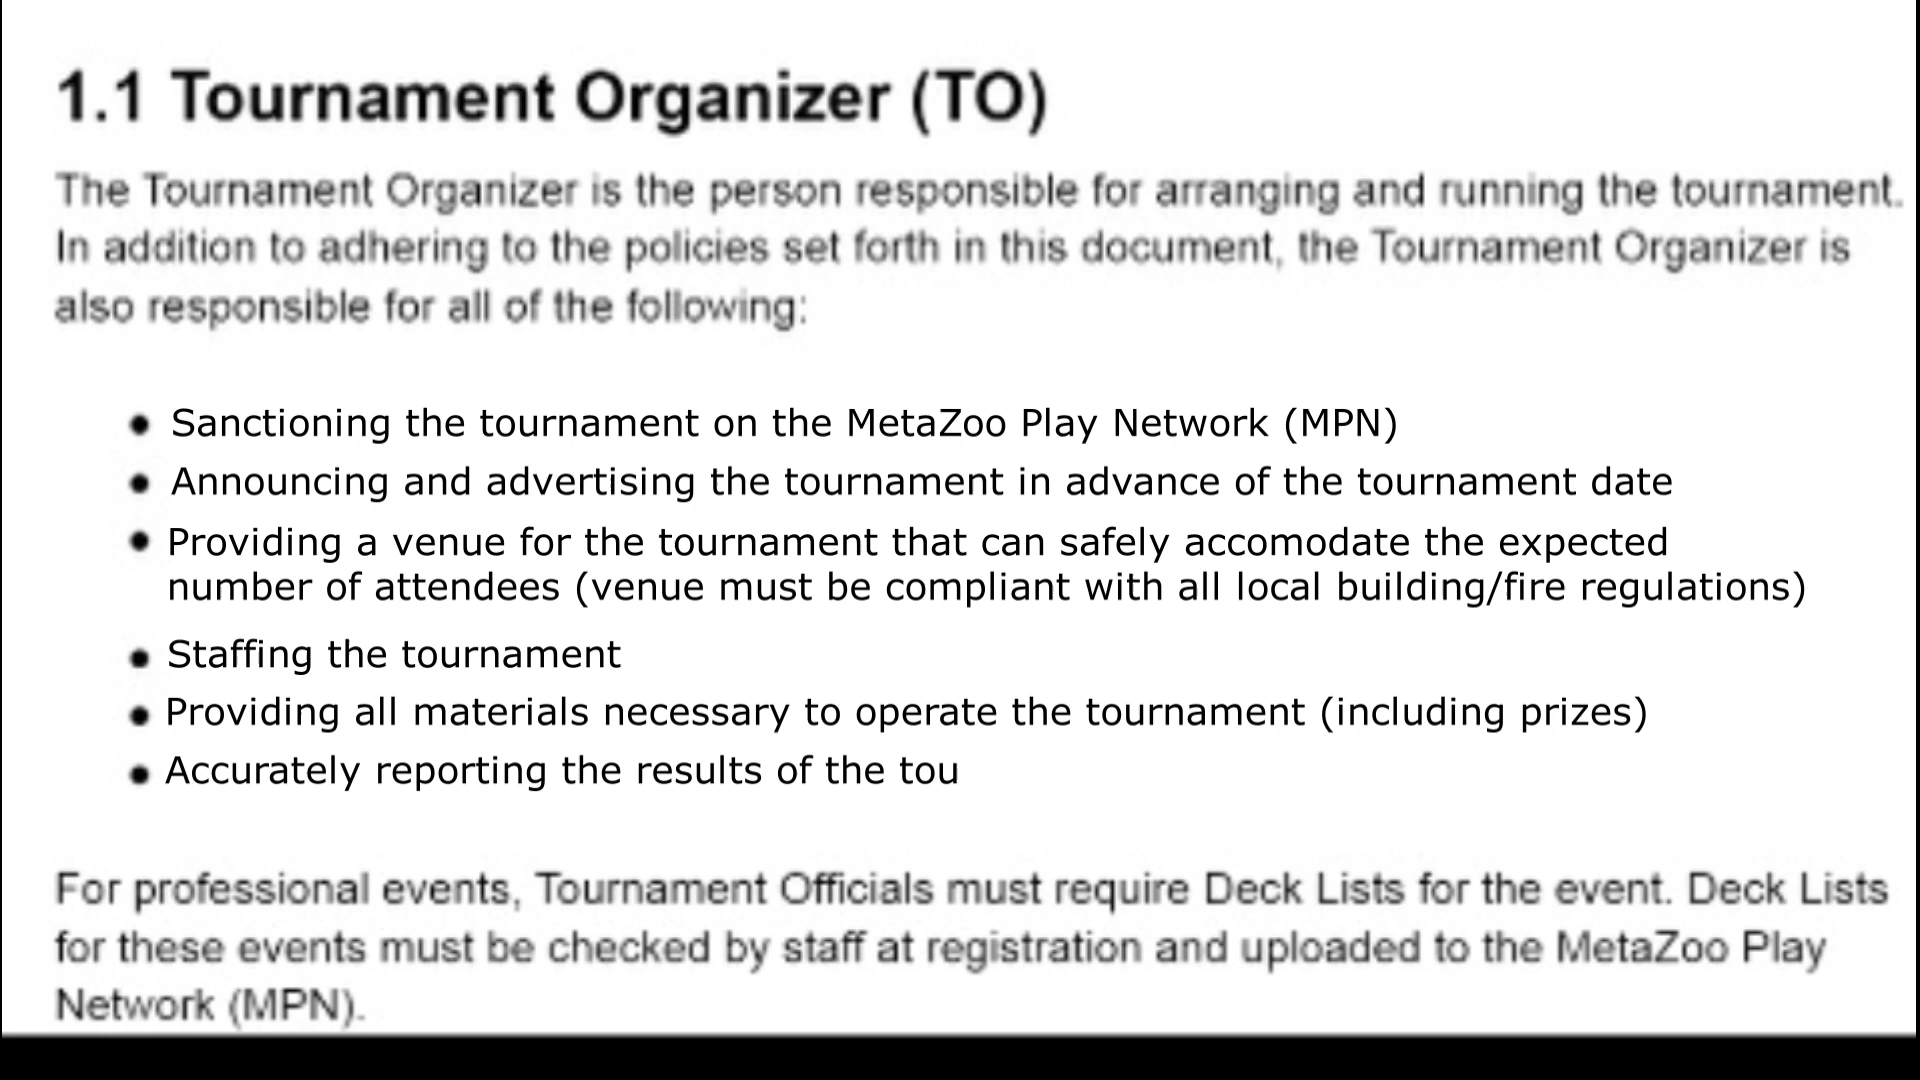 1.1 Tournament Organizer (TO)
The Tournament Organizer is the person responsible for arranging and running the tournament.
In addition to adhering to the policies set forth in this document, the Tournament Organizer is
also responsible for all of the following:
● Sanctioning the tournament on the MetaZoo Play Network (MPN)
● Announcing and advertising the tournament in advance of the tournament date
● Providing a venue for the tournament that can safely accomodate the expected
number of attendees (venue must be compliant with all local building/fire regulations)
● Staffing the tournament
● Providing all materials necessary to operate the tournament (including prizes)
● Accurately reporting the results of the tou
For professional events, Tournament Officials must require Deck Lists for the event. Deck Lists
for these events must be checked by staff at registration and uploaded to the MetaZoo Play
Network (MPN).